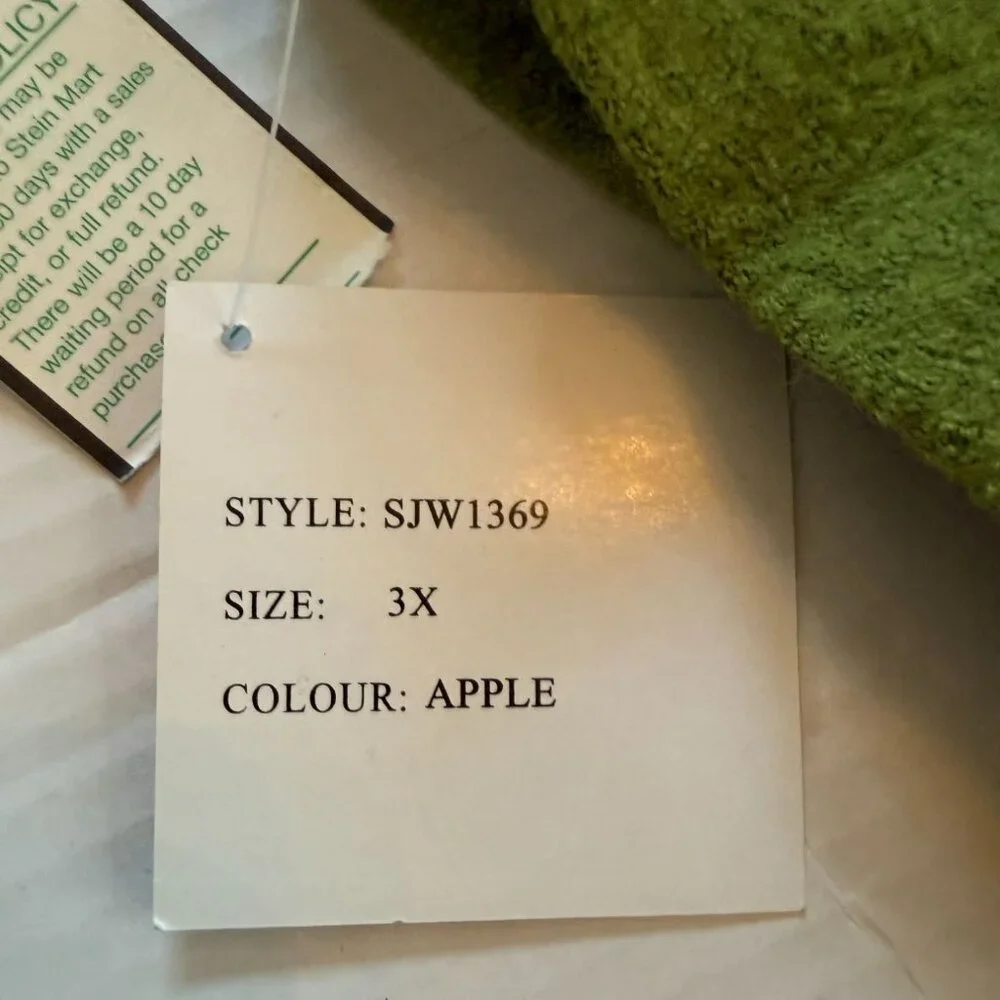 may be
Stein Mart
days with a sales
for exchange,
credit, or full refund.
There will be a 10 day
waiting period for a
refund on all check
STYLE: SJW1369
SIZE: 3X
COLOUR: APPLE